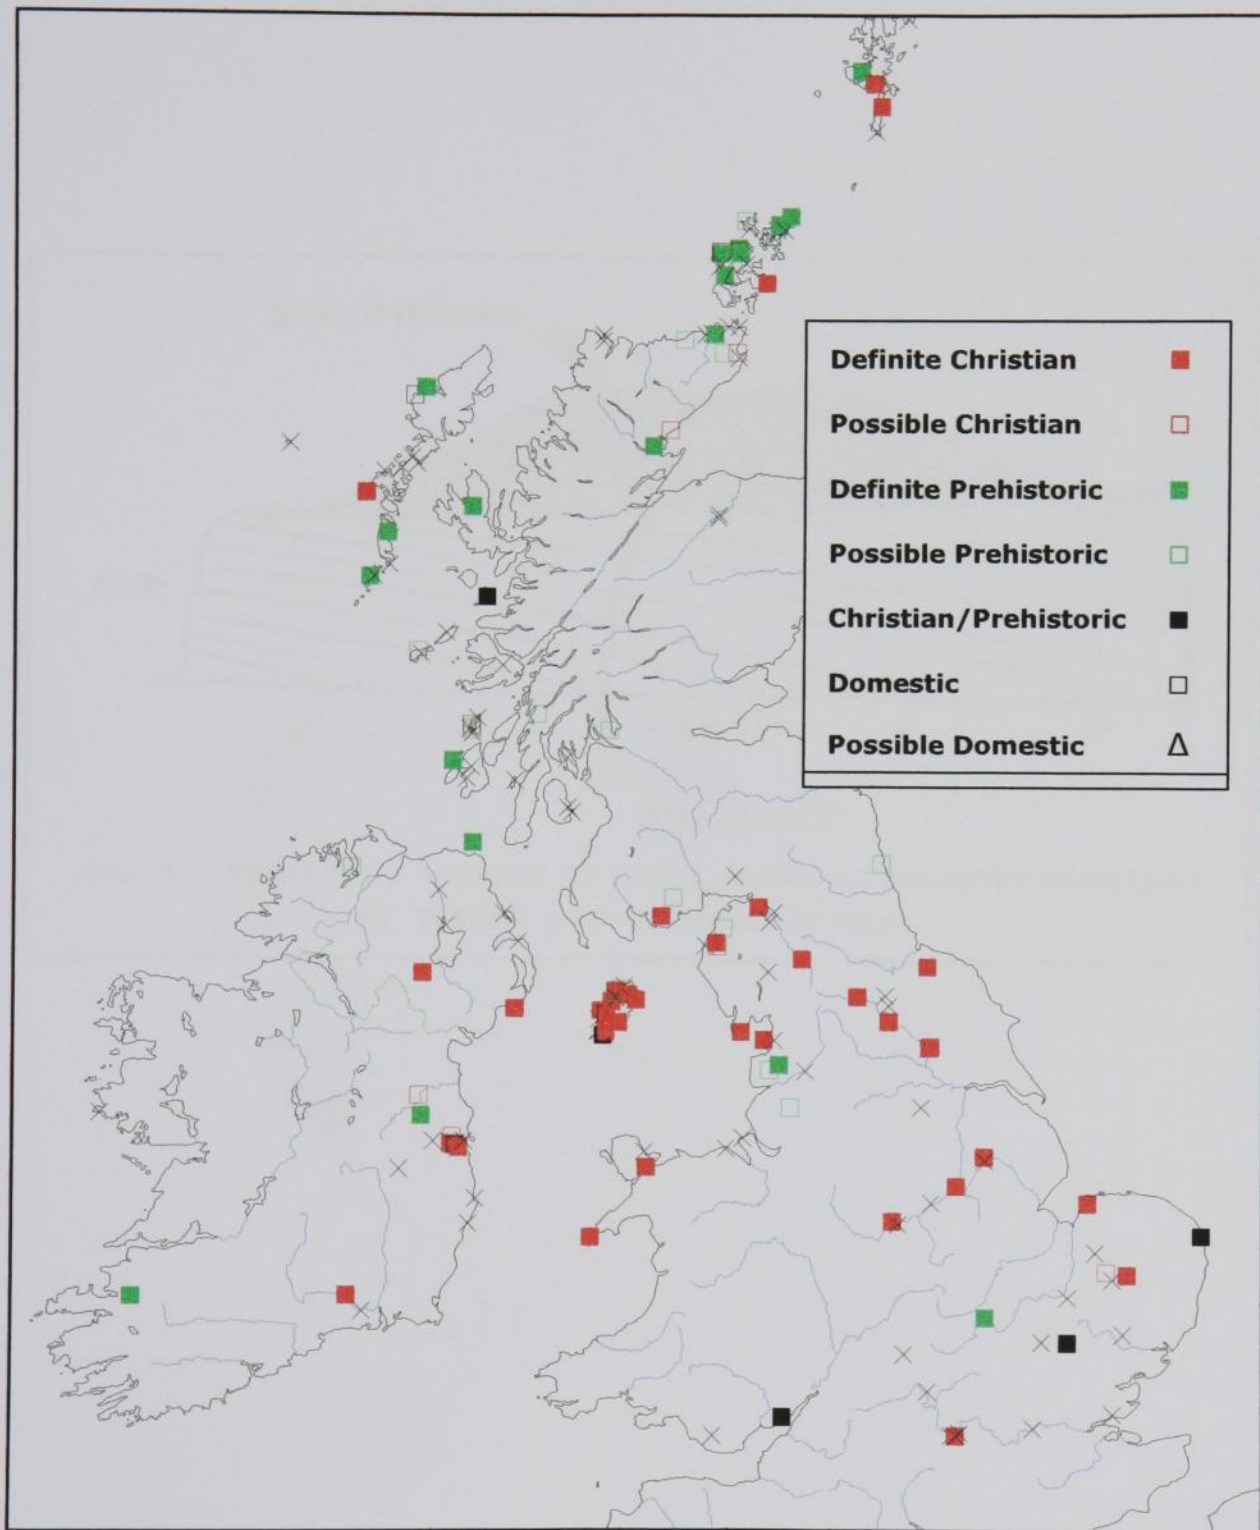 Definite Christian
Possible Christian
Definite Prehistoric
Possible Prehistoric
Christian/Prehistoric
Domestic
Possible Domestic